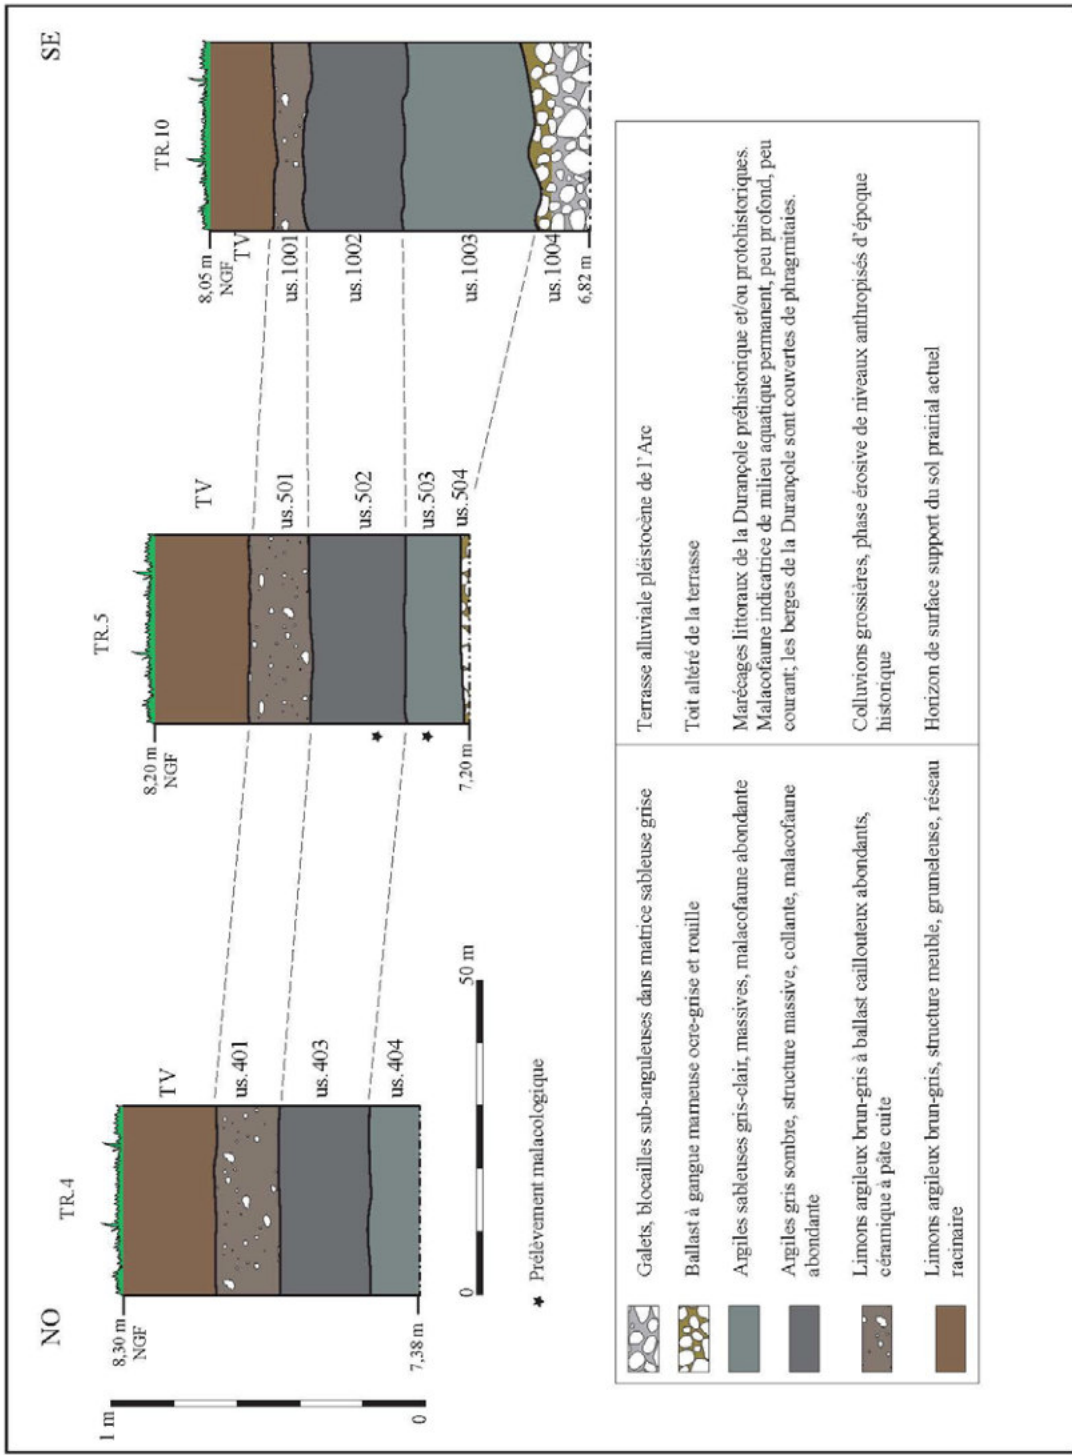 NO
SE
TR.4
TR.5
TR.10
1 m
0
8,30 m
NGF
7,38 m
TV
us.401
us.403
us.404
8,20 m
NGF
7,20 m
TV
us.501
us.502
us.503
us.504
8,05 m
NGF
TV
us.1001
us.1002
us.1003
us.1004
6,82 m
0
50 m
Prélèvement malacologique
Galets, blocailles sub-anguleuses dans matrice sableuse grise
Terrasse alluviale pléistocène de l'Arc
Ballast à gangue marneuse ocre-grise et rouille
Toit altéré de la terrasse
Argiles sableuses gris-clair, massives, malacofaune abondante
Argiles gris sombre, structure massive, collante, malacofaune
abondante
Marécages littoraux de la Durançole préhistorique et/ou protohistoriques.
Malacofaune indicatrice de milieu aquatique permanent, peu profond, peu
courant; les berges de la Durançole sont couvertes de phragmitaies.
Limons argileux brun-gris à ballast caillouteux abondants,
céramique à pâte cuite
Colluvions grossières, phase érosive de niveaux anthropisés d'époque
historique
Limons argileux brun-gris, structure meuble, grumeleuse, réseau
racinaire
Horizon de surface support du sol prairial actuel